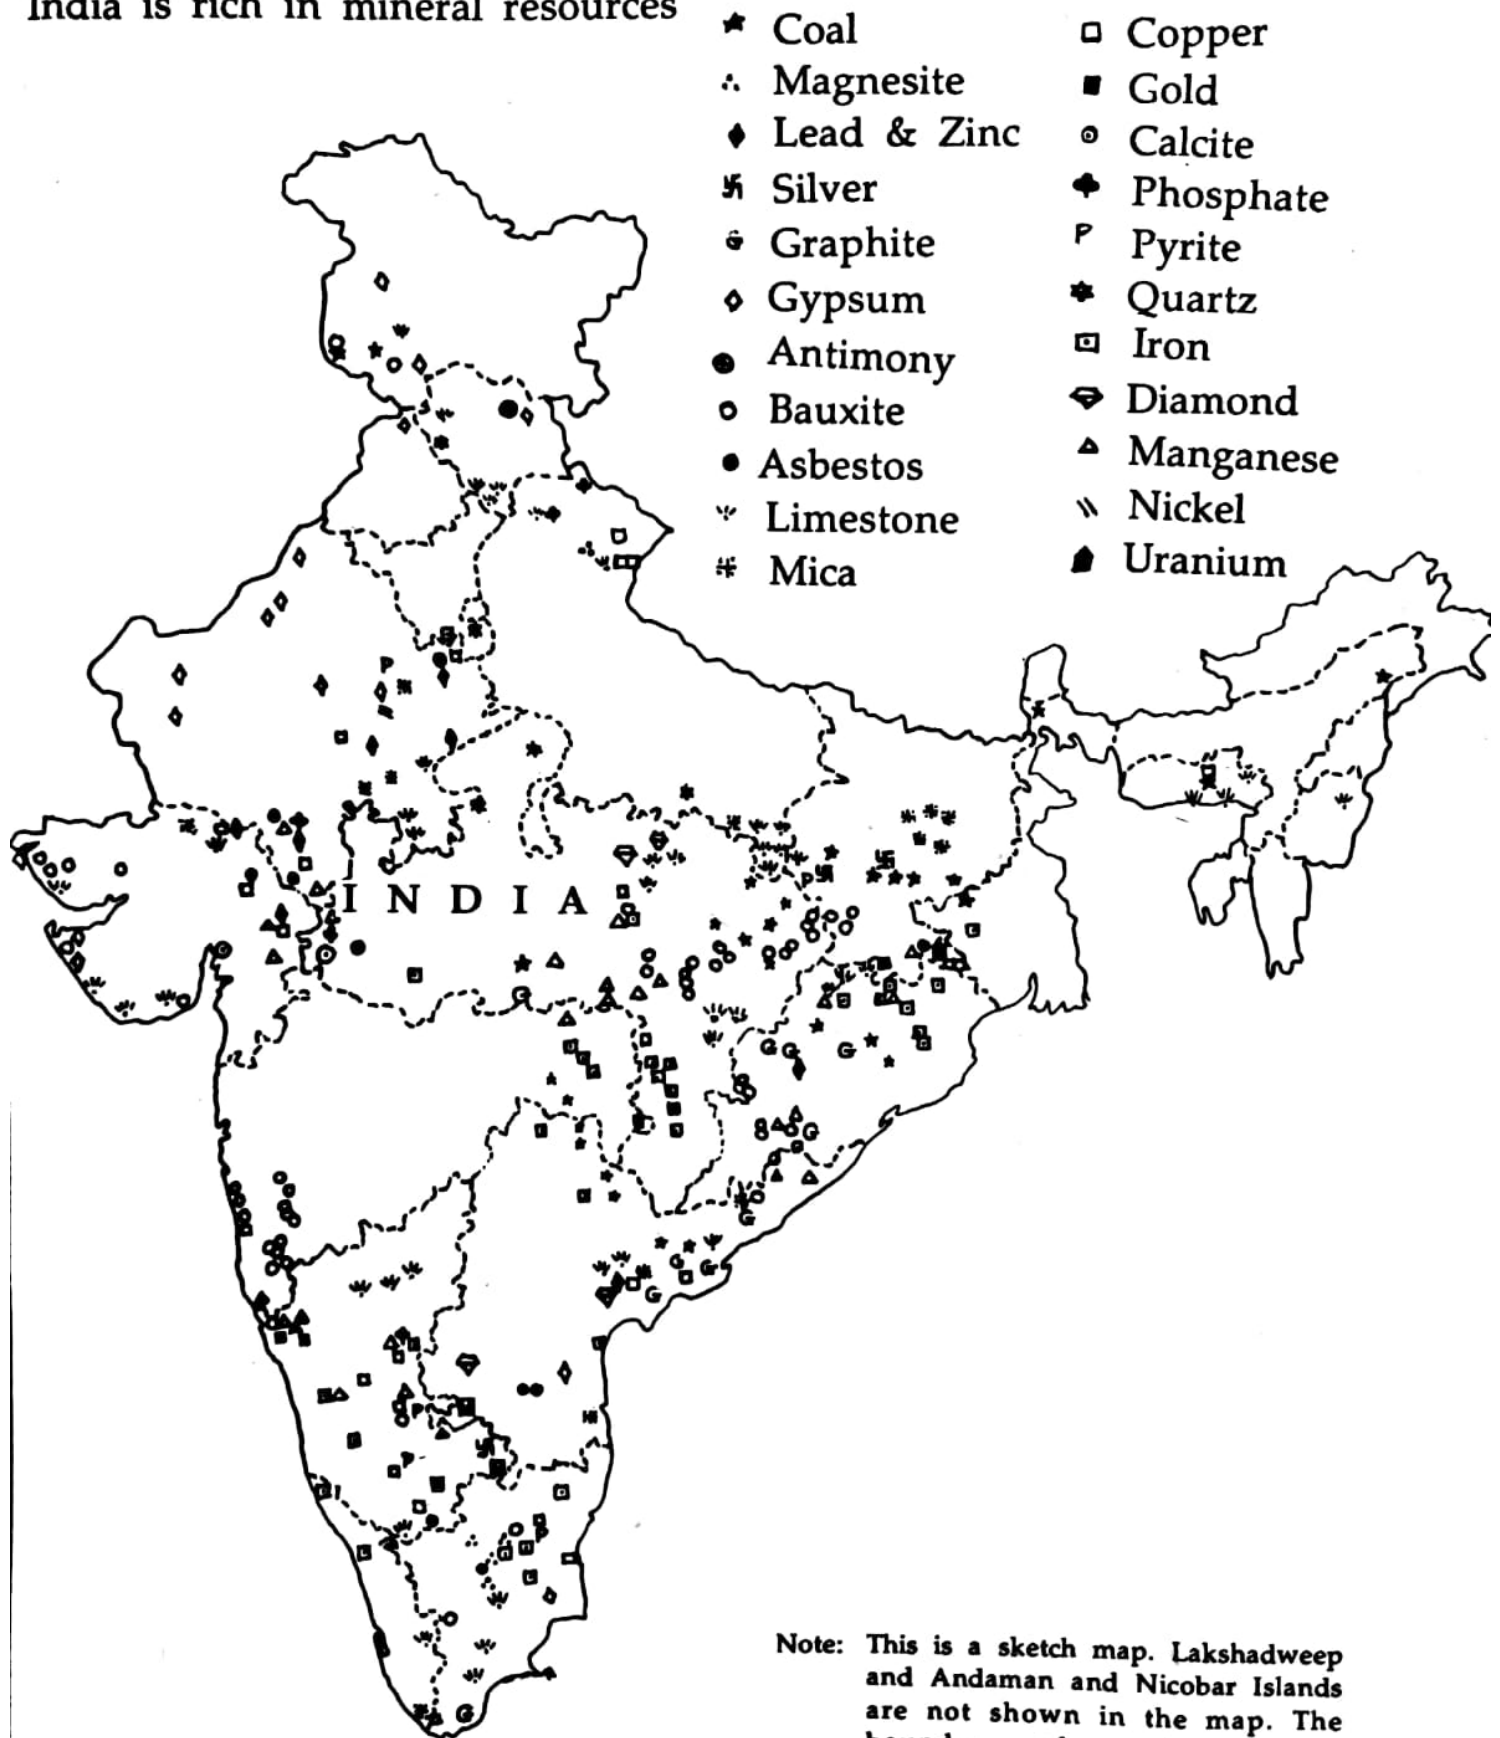 India is rich in mineral resources
Coal
Magnesite
Lead & Zinc
Silver
Graphite
Gypsum
Antimony
Bauxite
Asbestos
Limestone
Mica
Copper
Gold
Calcite
Phosphate
P Pyrite
Quartz
Iron
Diamond
Manganese
Nickel
Uranium
INDIA
Note: This is a sketch map. Lakshadweep
and Andaman and Nicobar Islands
are not shown in the map. The